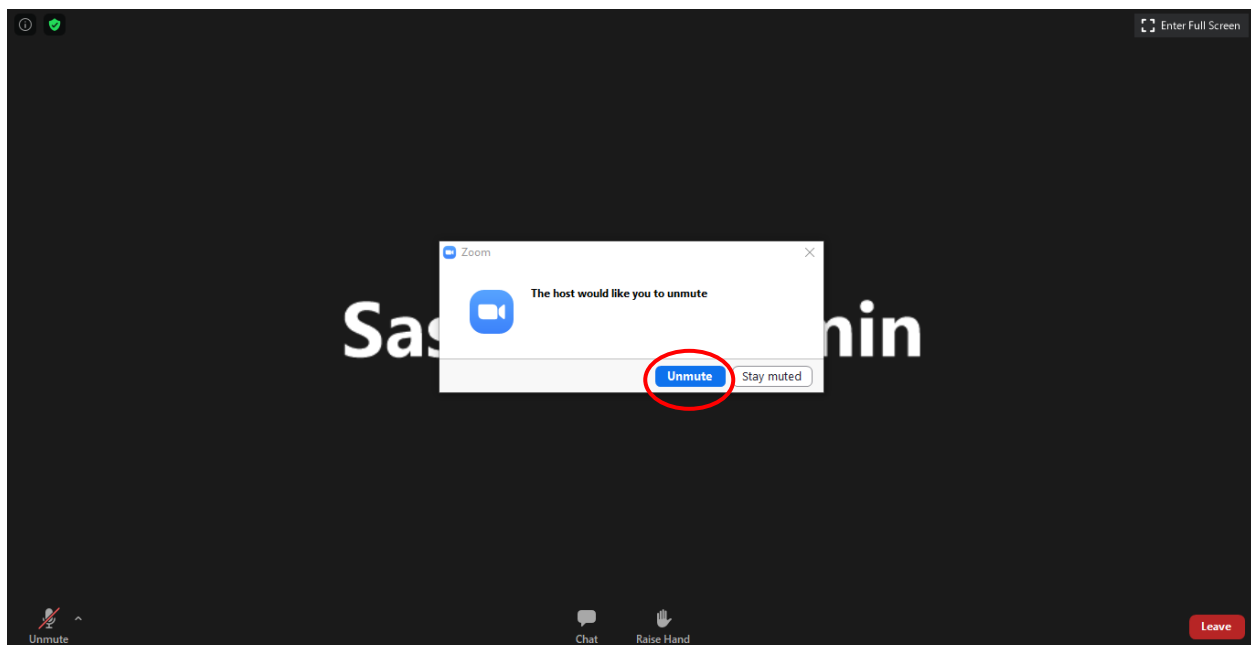 Enter Full Screen
Zoom
The host would like you to unmute
Unmute
Stay muted
Unmute
Chat
Raise Hand
Leave